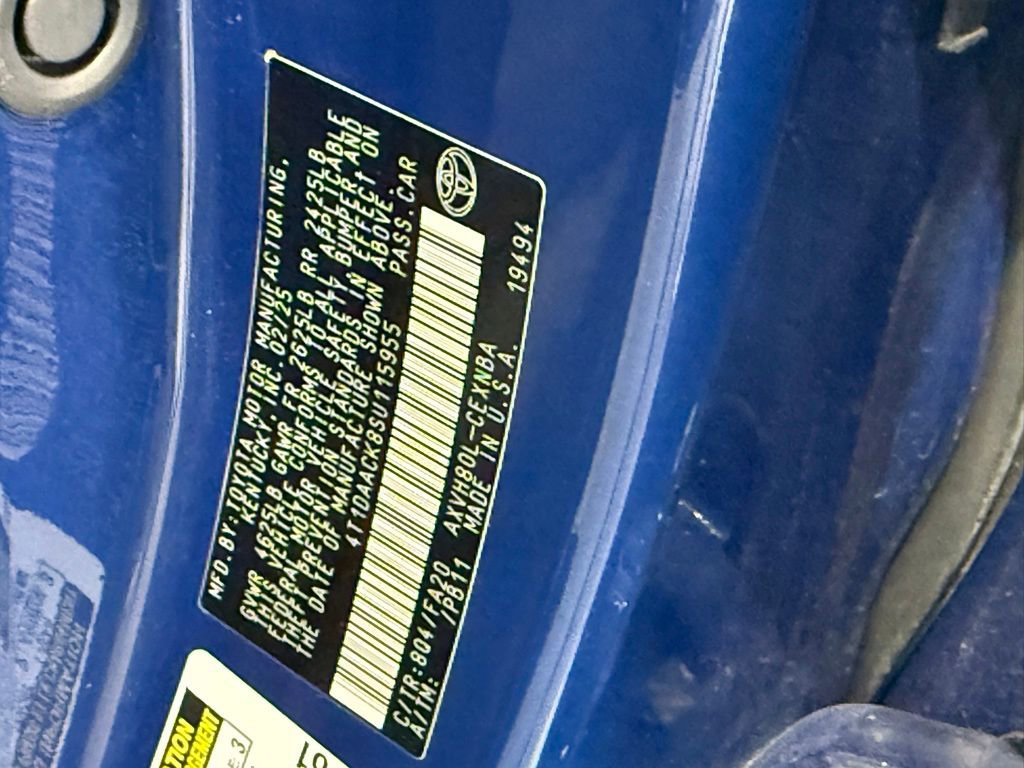 MFD. BY: TOYOTA MOTOR MANUFACTURING,
KENTUCKY, INC. 02/25
GVWR 4625LB GAWR FR 2625LB RR 2425LB
THIS VEHICLE CONFORMS TO ALL APPLICABLE
FEDERAL MOTOR VEHICLE SAFETY, BUMPER, AND
THEFT PREVENTION STANDARDS IN EFFECT ON
THE DATE OF MANUFACTURE SHOWN ABOVE.
4T1DAACK8SU115955 PASS. CAR
C/TR: 8Q4/FA20 AXVH80L-CEXNBA
A/TM: /PB11 MADE IN U.S.A. 19494